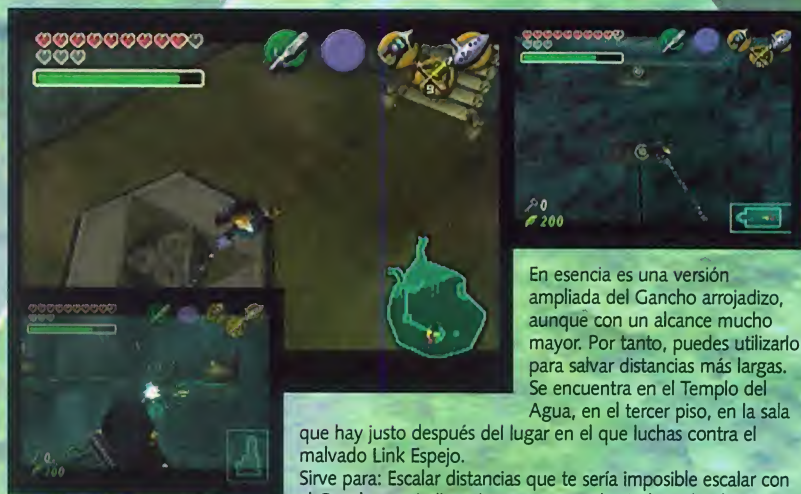 9
9
0
200
0
200
En esencia es una versión
ampliada del Gancho arrojadizo,
aunque con un alcance mucho
mayor. Por tanto, puedes utilizarlo
para salvar distancias más largas.
Se encuentra en el Templo del
Agua, en el tercer piso, en la sala
que hay justo después del lugar en el que luchas contra el
malvado Link Espejo.
Sirve para: Escalar distancias que te sería imposible escalar con